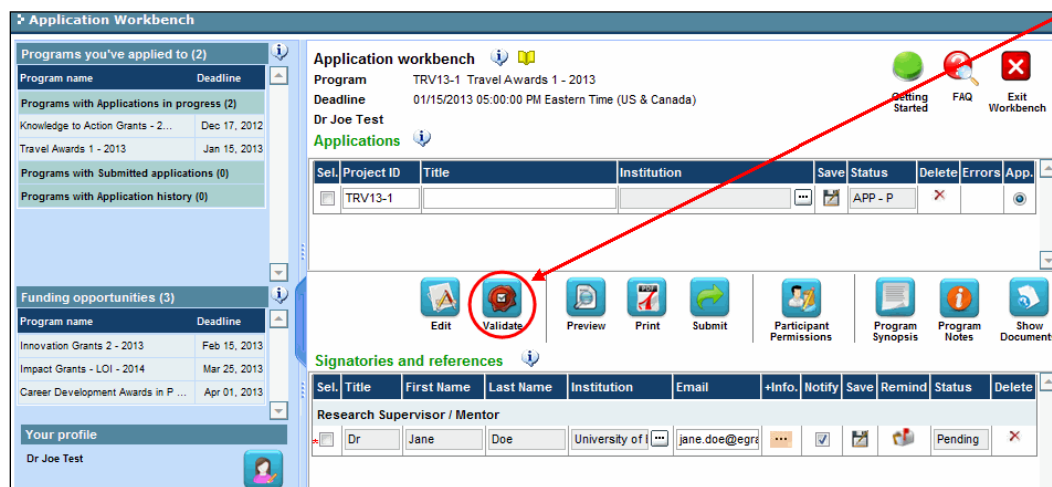 Application Workbench
Programs you've applied to (2)
Program name Deadline
Programs with Applications in progress (2)
Knowledge to Action Grants - 2... Dec 17, 2012
Travel Awards 1 - 2013 Jan 15, 2013
Programs with Submitted applications (0)
Programs with Application history (0)
Funding opportunities (3)
Program name Deadline
Innovation Grants 2 - 2013 Feb 15, 2013
Impact Grants - LOI - 2014 Mar 25, 2013
Career Development Awards in P ... Apr 01, 2013
Your profile
Dr Joe Test
Application workbench
Program TRV13-1 Travel Awards 1 - 2013
Deadline 01/15/2013 05:00:00 PM Eastern Time (US & Canada)
Dr Joe Test
Getting Started
FAQ
Exit Workbench
Applications
Sel. Project ID Title Institution Save Status Delete Errors App.
TRV13-1 ... APP - P
Edit
Validate
Preview
PDF
Print
Submit
Participant Permissions
Program Synopsis
Program Notes
Show Document
Signatories and references
Sel. Title First Name Last Name Institution Email +Info. Notify Save Remind Status Delete
Research Supervisor / Mentor
* Dr Jane Doe University of ... jane.doe@egra ... Pending